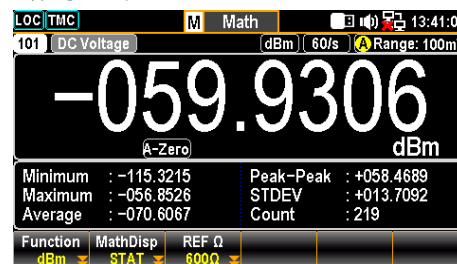 LOC TMC M Math 13:41:0
101 DC Voltage dBm 60/s A Range: 100m
-059.9306
A-Zero dBm
Minimum : -115.3215 Peak-Peak : +058.4689
Maximum : -056.8526 STDEV : +013.7092
Average : -070.6067 Count : 219
Function MathDisp REF Ω
dBm STAT 600Ω